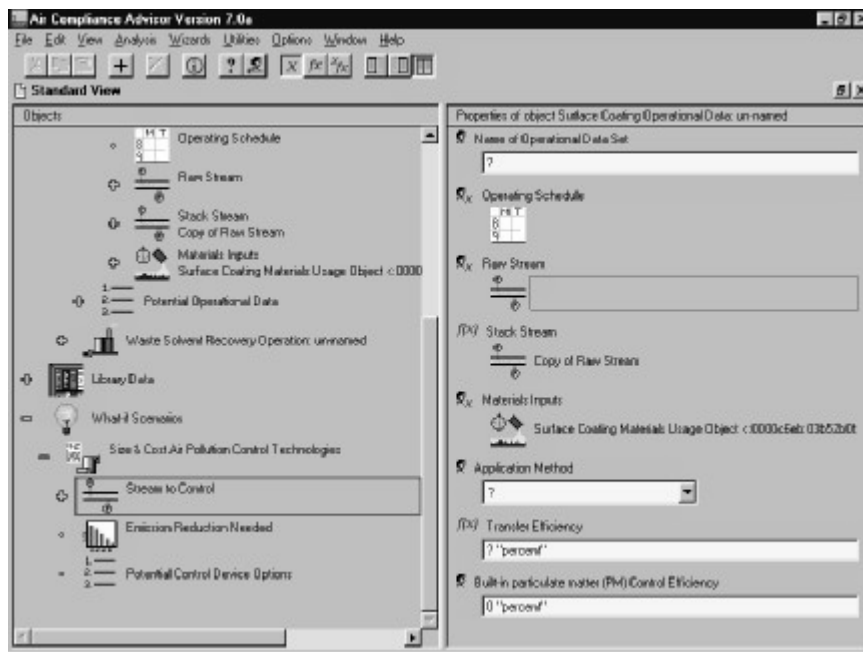 Air Compliance Advisor Version 7.0a
File Edit View Analysis Wizards Utilities Options Window Help
Standard View
Objects
Operating Schedule
Raw Stream
Stack Stream
Copy of Raw Stream
Materials Inputs
Surface Coating Materials Usage Object <:0000
Potential Operational Data
Waste Solvent Recovery Operation: un-named
Library Data
What-if Scenarios
Size & Cost Air Pollution Control Technologies
Stream to Control
Emission Reduction Needed
Potential Control Device Options
Properties of object Surface Coating Operational Data: un-named
Name of Operational Data Set
?
Operating Schedule
Raw Stream
Stack Stream
Copy of Raw Stream
Materials Inputs
Surface Coating Materials Usage Object
Application Method
?
Transfer Efficiency
? "percent"
Built-in particulate matter (PM) Control Efficiency
0 "percent"